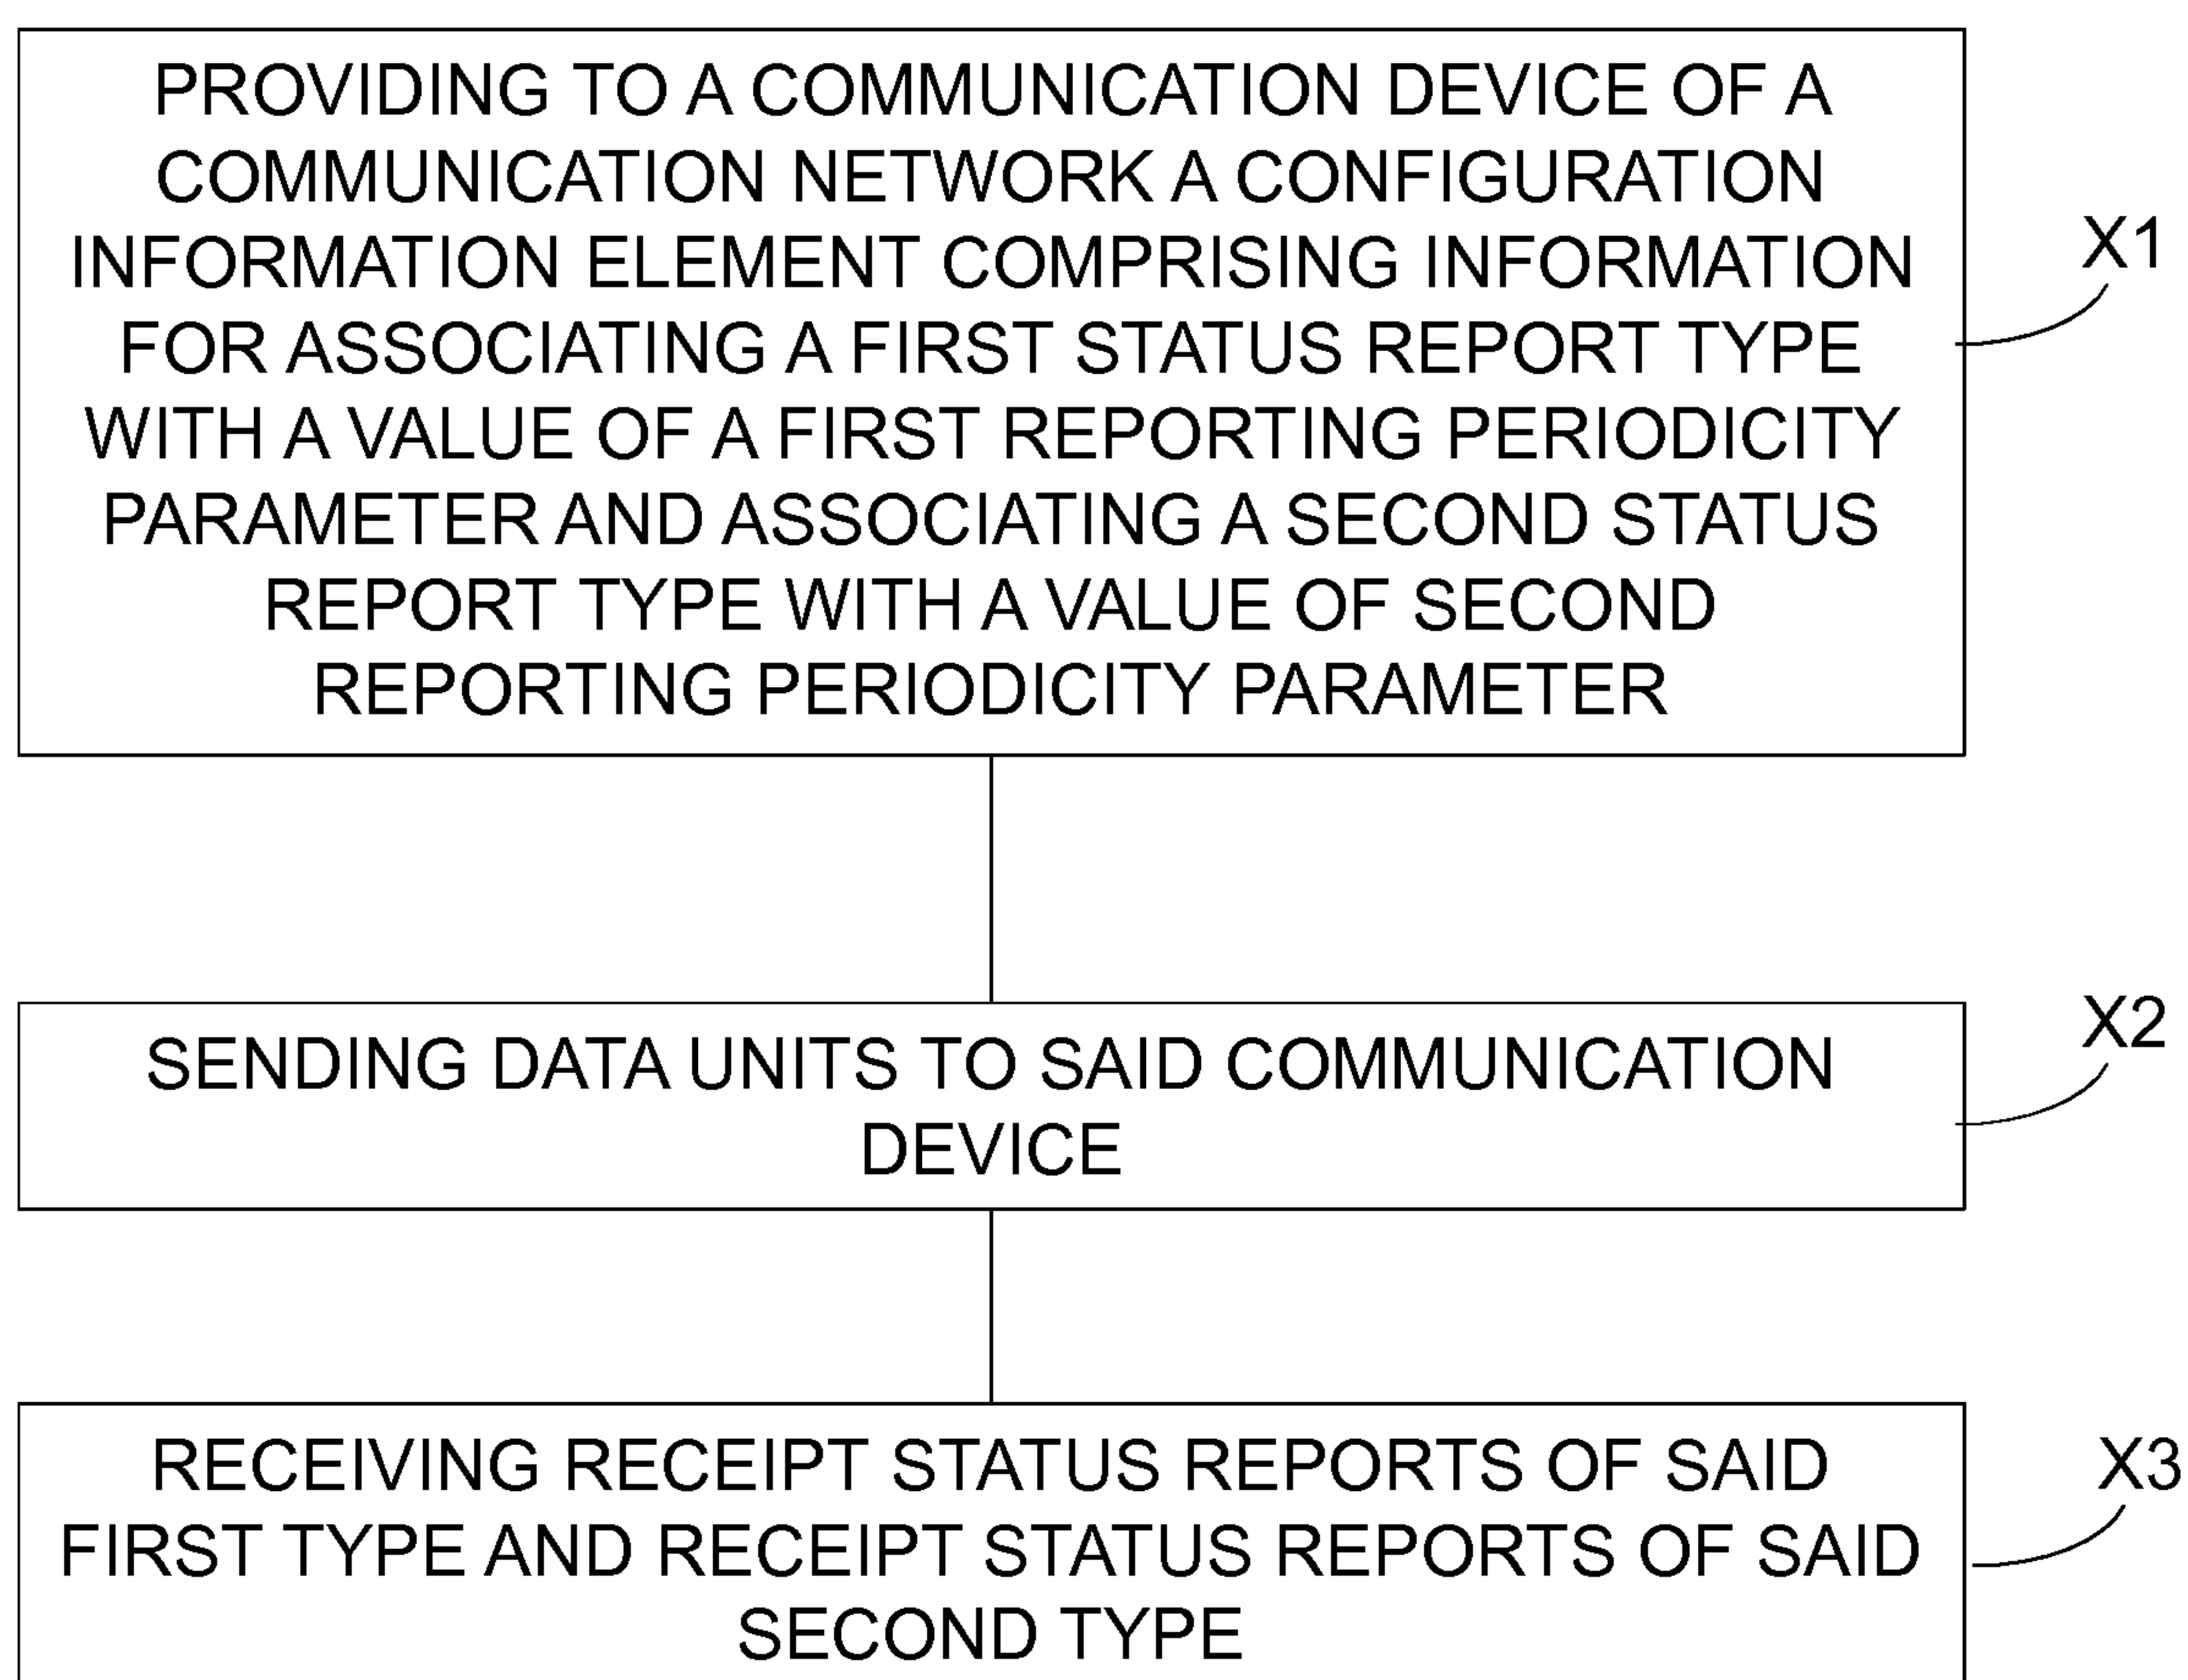 PROVIDING TO A COMMUNICATION DEVICE OF A
COMMUNICATION NETWORK A CONFIGURATION
INFORMATION ELEMENT COMPRISING INFORMATION
FOR ASSOCIATING A FIRST STATUS REPORT TYPE
WITH A VALUE OF A FIRST REPORTING PERIODICITY
PARAMETER AND ASSOCIATING A SECOND STATUS
REPORT TYPE WITH A VALUE OF SECOND
REPORTING PERIODICITY PARAMETER
X1
SENDING DATA UNITS TO SAID COMMUNICATION
DEVICE
X2
RECEIVING RECEIPT STATUS REPORTS OF SAID
FIRST TYPE AND RECEIPT STATUS REPORTS OF SAID
SECOND TYPE
X3